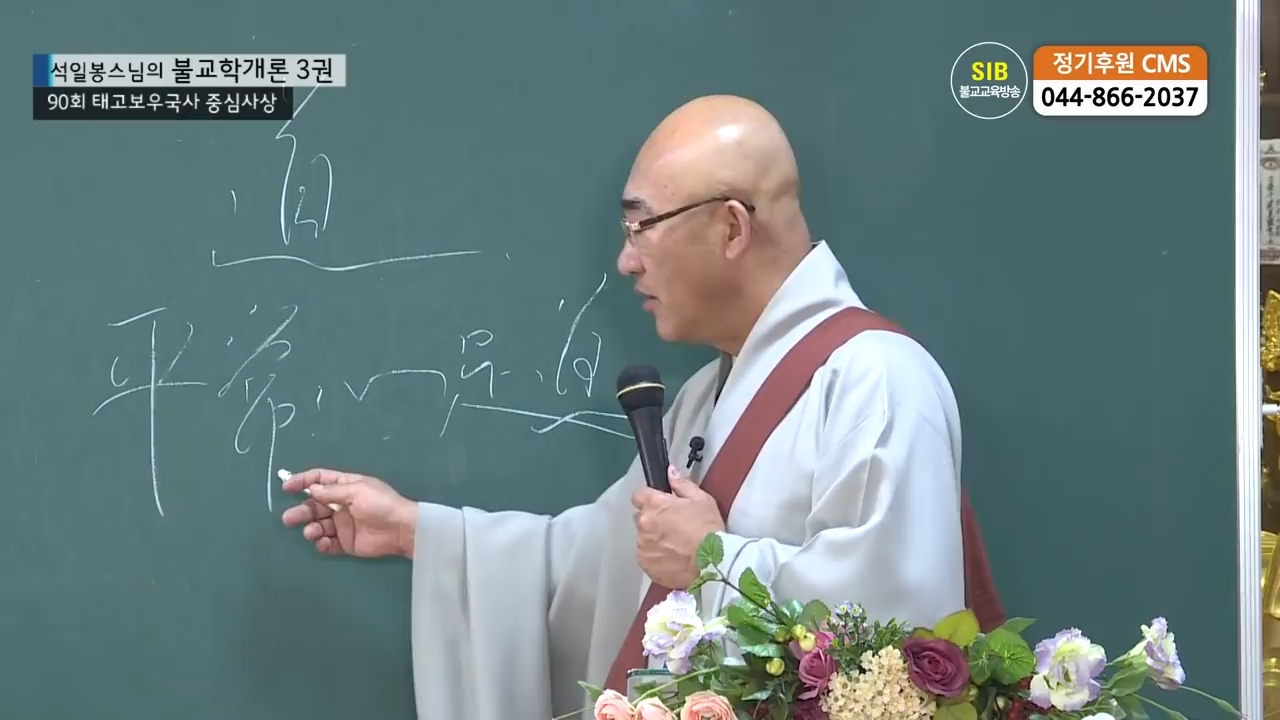 석일봉스님의 불교학개론 3권
90회 태고보우국사 중심사상
SIB
불교교육방송
정기후원 CMS
044-866-2037
道
平常心是道